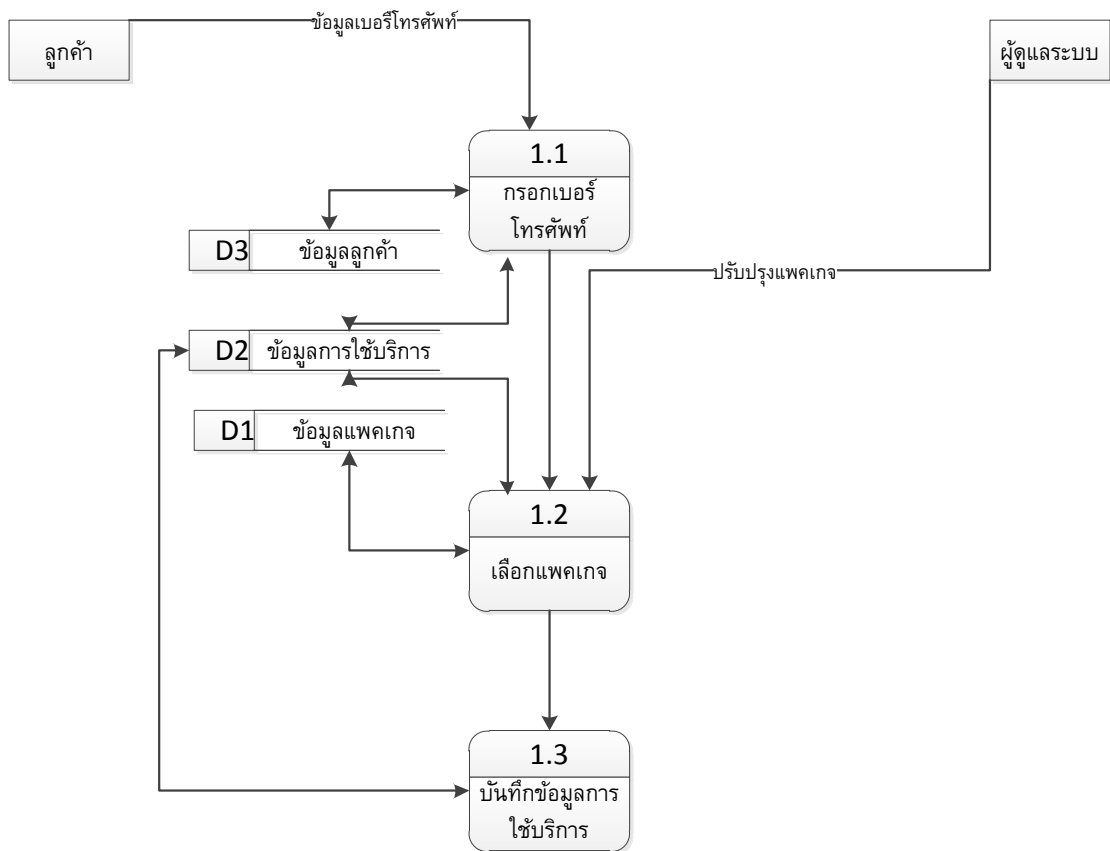 ข้อมูลเบอร์โทรศัพท์
ลูกค้า
ผู้ดูแลระบบ
1.1
กรอกเบอร์
โทรศัพท์
D3 ข้อมูลลูกค้า
ปรับปรุงแพคเกจ
D2 ข้อมูลการใช้บริการ
D1 ข้อมูลแพคเกจ
1.2
เลือกแพคเกจ
1.3
บันทึกข้อมูลการ
ใช้บริการ